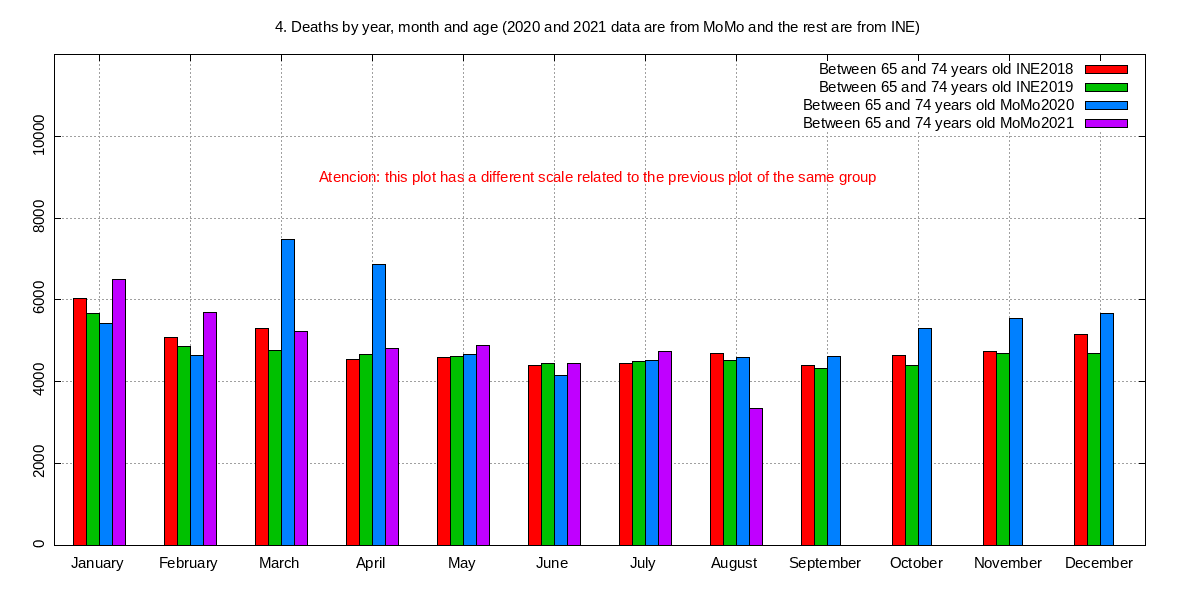 4. Deaths by year, month and age (2020 and 2021 data are from MoMo and the rest are from INE)
Between 65 and 74 years old INE2018
Between 65 and 74 years old INE2019
Between 65 and 74 years old MoMo2020
Between 65 and 74 years old MoMo2021
Atencion: this plot has a different scale related to the previous plot of the same group
10000
8000
6000
4000
2000
0
January February March April May June July August September October November December